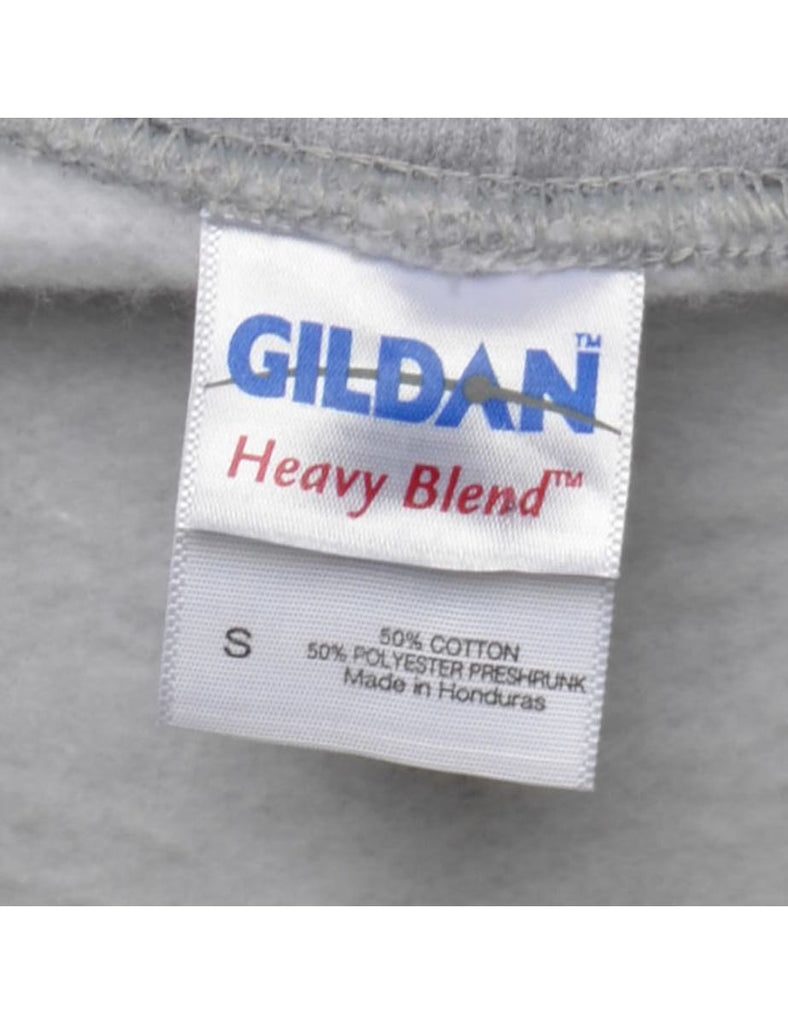 GILDAN™
Heavy Blend™
S
50% COTTON
50% POLYESTER PRESHRUNK
Made in Honduras